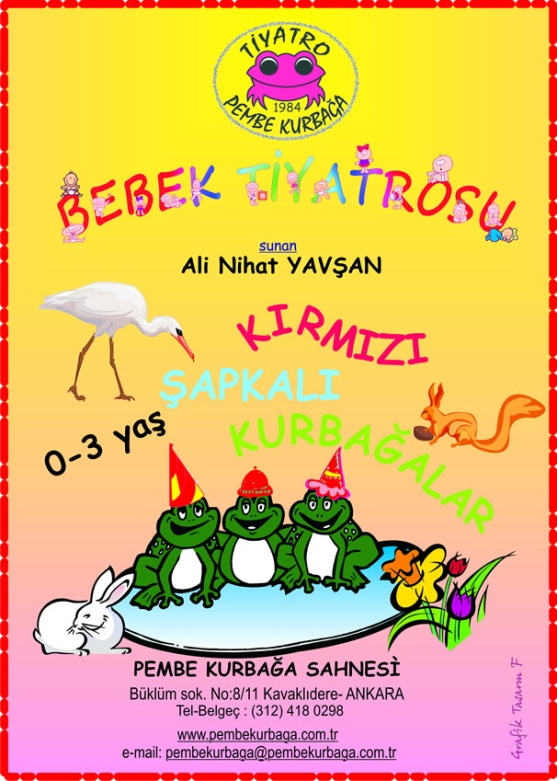 TİYATRO
1984
PEMBE KURBAĞA
BEBEK TİYATROSU
sunan
Ali Nihat YAVŞAN
KIRMIZI
ŞAPKALI
0-3 yaş
KURBAĞALAR
PEMBE KURBAĞA SAHNESİ
Büklüm sok. No:8/11 Kavaklıdere- ANKARA
Tel-Belgeç : (312) 418 0298
www.pembekurbaga.com.tr
e-mail: pembekurbaga@pembekurbaga.com.tr
Grafik Tasarım F